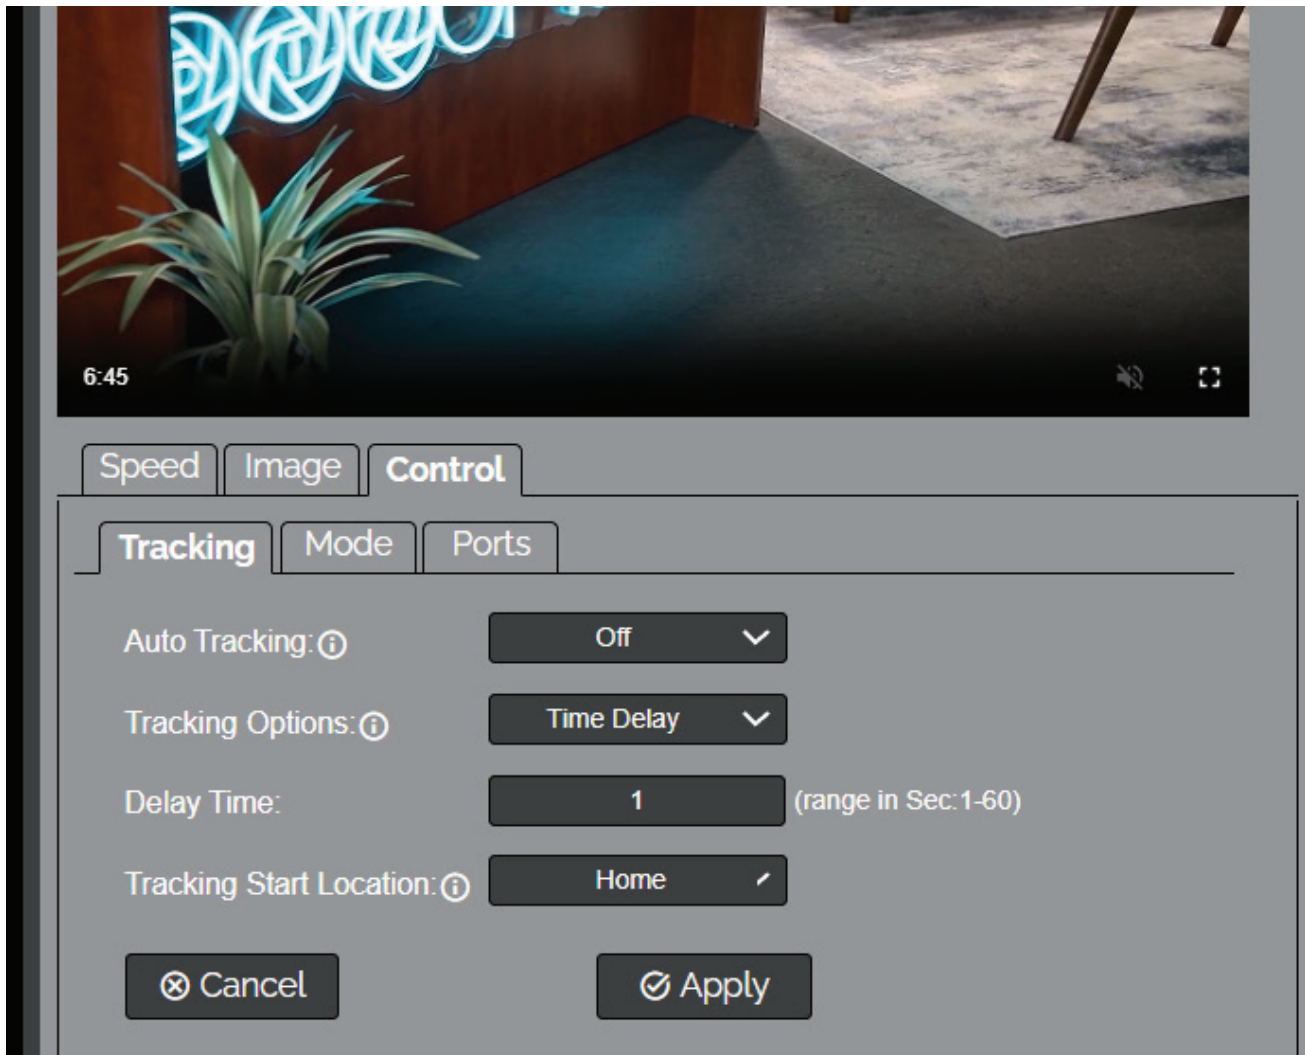 6:45
Speed Image Control
Tracking Mode Ports
Auto Tracking: Off
Tracking Options: Time Delay
Delay Time: 1 (range in Sec:1-60)
Tracking Start Location: Home
Cancel Apply